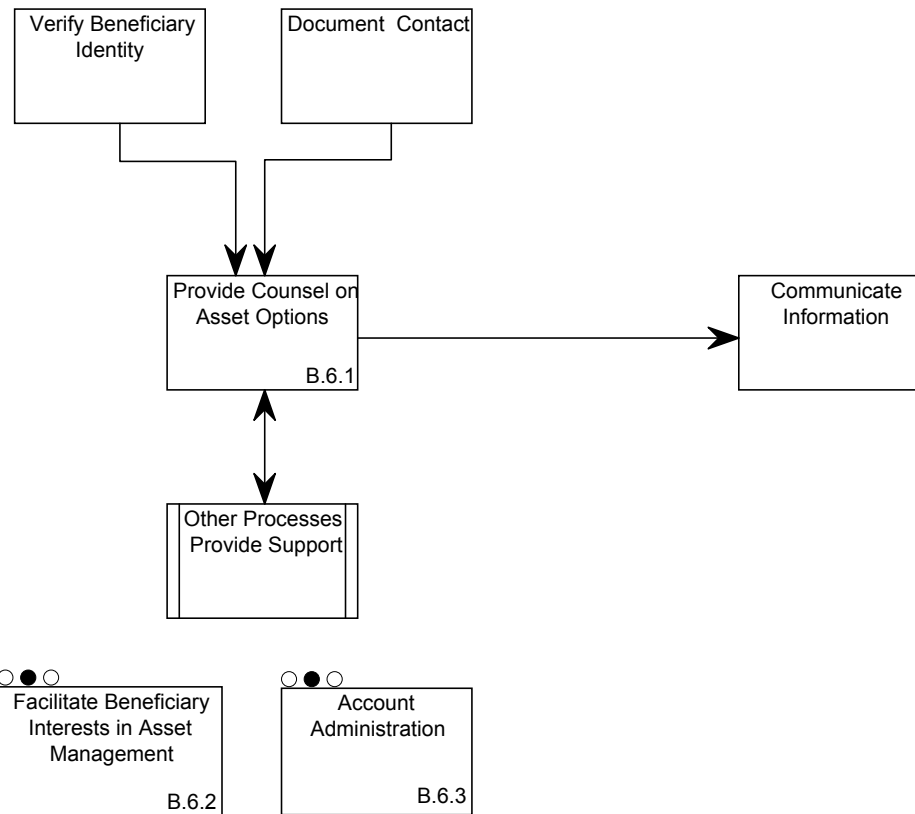 Verify Beneficiary
Identity
Document  Contact
Provide Counsel on
Asset Options
B.6.1
Communicate
Information
Other Processes
Provide Support
Facilitate Beneficiary
Interests in Asset
Management
B.6.2
Account
Administration
B.6.3